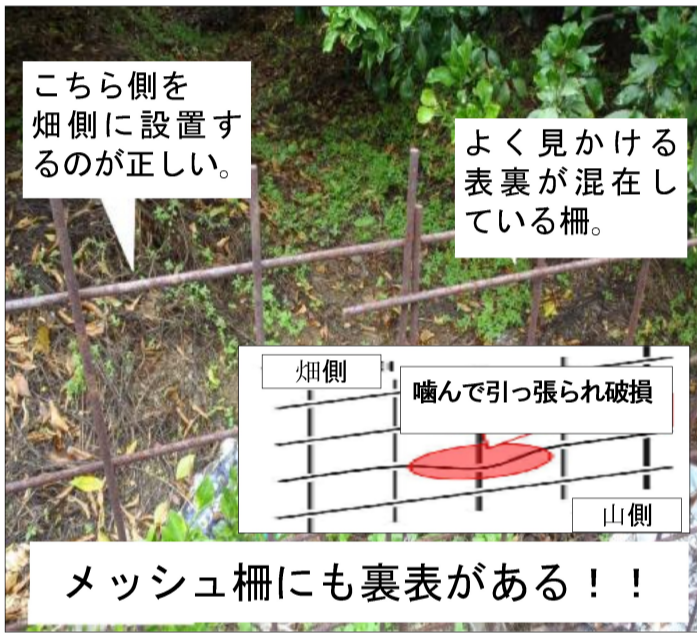 こちら側を
畑側に設置す
るのが正しい。
よく見かける
表裏が混在し
ている柵。
畑側
噛んで引っ張られ破損
山側
メッシュ柵にも裏表がある！！